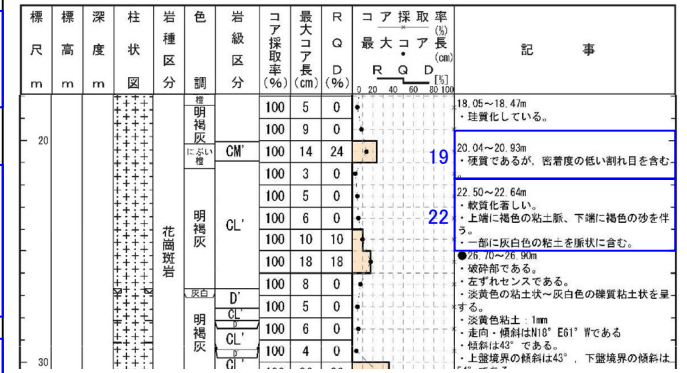 標尺 m
標高 m
深度 m
柱状図
岩種区分
色調
岩級区分
コア採取率(%)
最大コア長(cm)
RQD(%)
コア採取率(%)
最大コア長(cm)
RQD[%]
0 20 40 60 80 100
記事
橙
明褐灰
にぶい橙
明褐灰
灰白
明褐灰
花崗斑岩
20
30
CM'
CL'
D'
CL'
D'
CL'
D'
CL'
100 5 0
100 9 0
100 14 24
100 3 0
100 5 0
100 6 0
100 10 10
100 18 18
100 8 0
100 5 0
100 6 0
100 4 0
18.05～18.47m
・珪質化している。
19
20.04～20.93m
・硬質であるが，密着度の低い割れ目を含む
。
22
22.50～22.64m
・軟質化著しい。
・上端に褐色の粘土脈、下端に褐色の砂を伴
う。
・一部に灰白色の粘土を脈状に含む。
●26.70～26.90m
・破砕部である。
・左ずれセンスである。
・淡黄色の粘土状～灰白色の礫質粘土状を呈
する。
・淡黄色粘土：1mm
・走向・傾斜はN18°E61°Wである
・傾斜は43°である。
・上盤境界の傾斜は43°，下盤境界の傾斜は